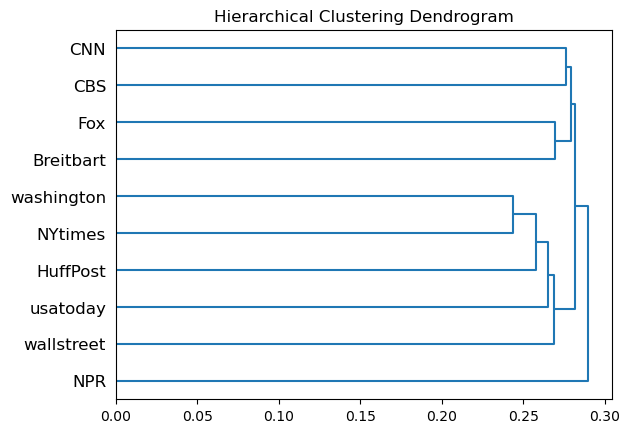 Hierarchical Clustering Dendrogram
CNN
CBS
Fox
Breitbart
washington
NYtimes
HuffPost
usatoday
wallstreet
NPR
0.00 0.05 0.10 0.15 0.20 0.25 0.30